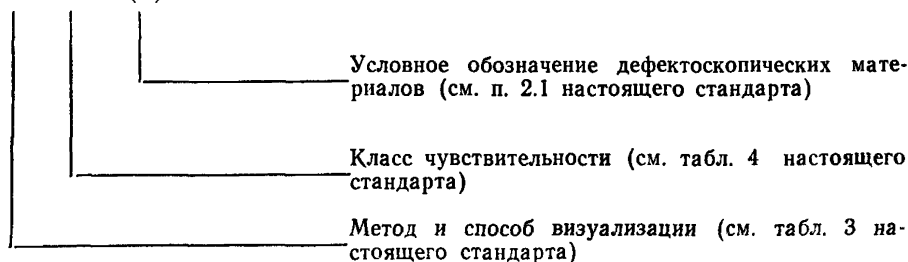 Условное обозначение дефектоскопических мате-
риалов (см. п. 2.1 настоящего стандарта)
Класс чувствительности (см. табл. 4 настоящего
стандарта)
Метод и способ визуализации (см. табл. 3 на-
стоящего стандарта)